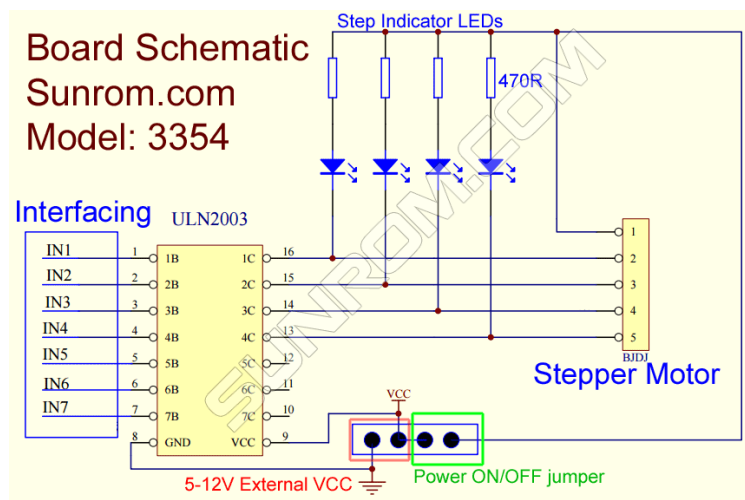 Step Indicator LEDs
Board Schematic
Sunrom.com
Model: 3354
470R
Interfacing
ULN2003
IN1 1 1B 1C 16
IN2 2 2B 2C 15
IN3 3 3B 3C 14
IN4 4 4B 4C 13
IN5 5 5B 5C 12
IN6 6 6B 6C 11
IN7 7 7B 7C 10
8 GND VCC 9
1
2
3
4
5
BJDJ
Stepper Motor
VCC
5-12V External VCC
Power ON/OFF jumper
SUNROM.COM